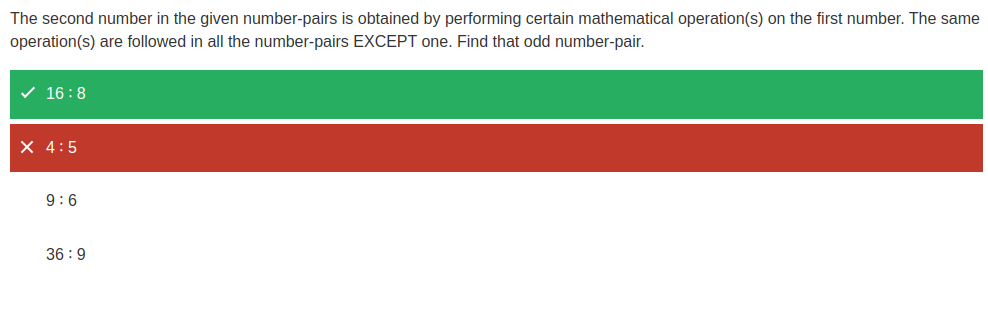 The second number in the given number-pairs is obtained by performing certain mathematical operation(s) on the first number. The same
operation(s) are followed in all the number-pairs EXCEPT one. Find that odd number-pair.
16 : 8
4 : 5
9 : 6
36 : 9